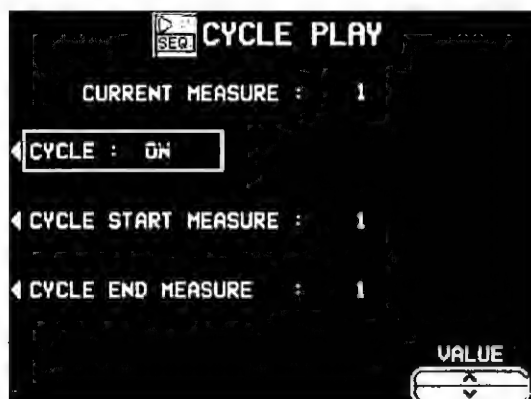 SEQ. CYCLE PLAY
CURRENT MEASURE : 1
CYCLE : ON
CYCLE START MEASURE : 1
CYCLE END MEASURE : 1
VALUE